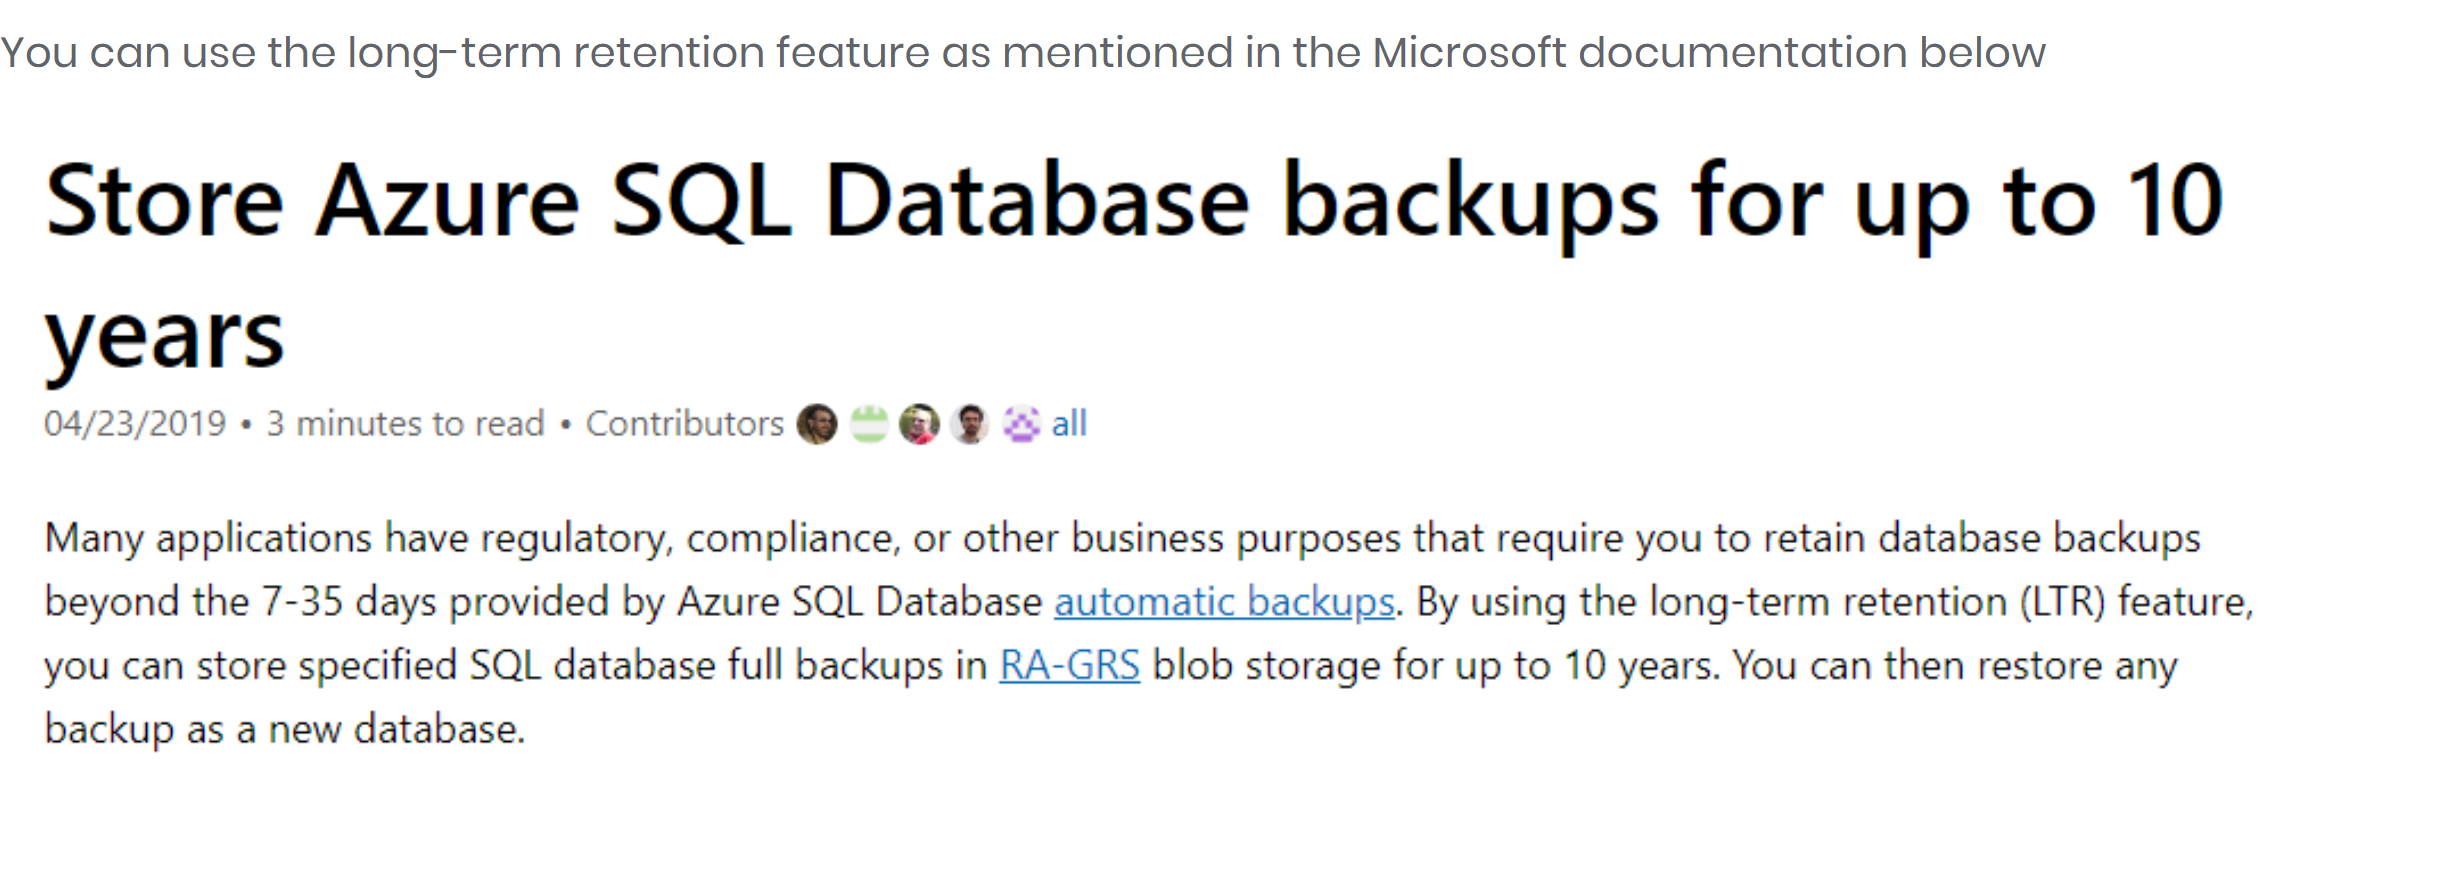 You can use the long-term retention feature as mentioned in the Microsoft documentation below
Store Azure SQL Database backups for up to 10
years
04/23/2019 • 3 minutes to read • Contributors all
Many applications have regulatory, compliance, or other business purposes that require you to retain database backups
beyond the 7-35 days provided by Azure SQL Database automatic backups. By using the long-term retention (LTR) feature,
you can store specified SQL database full backups in RA-GRS blob storage for up to 10 years. You can then restore any
backup as a new database.